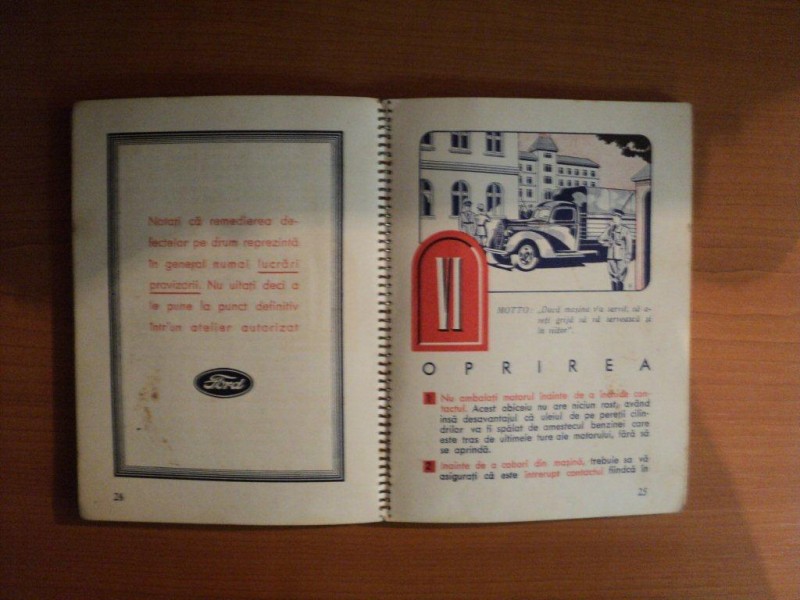 Notați că remedierea de-
fectelor pe drum reprezintă
în general numai lucrări
provizorii. Nu uitați deci a
le pune la punct definitiv
într'un atelier autorizat
Ford
26
VI
MOTTO: „Dacă mașina v'a servit, să a-
veți grijă să vă servească și
la viitor".
OPRIREA
1 Nu ambalați motorul înainte de a închide con-
tactul. Acest obiceiu nu are niciun rost, având
însă desavantajul că uleiul de pe pereții cilin-
drilor va fi spălat de amestecul benzinei care
este tras de ultimele ture ale motorului, fără să
se aprindă.
2 Inainte de a coborî din mașină, trebuie sa vă
asigurați că este întrerupt contactul fiindcă în
25